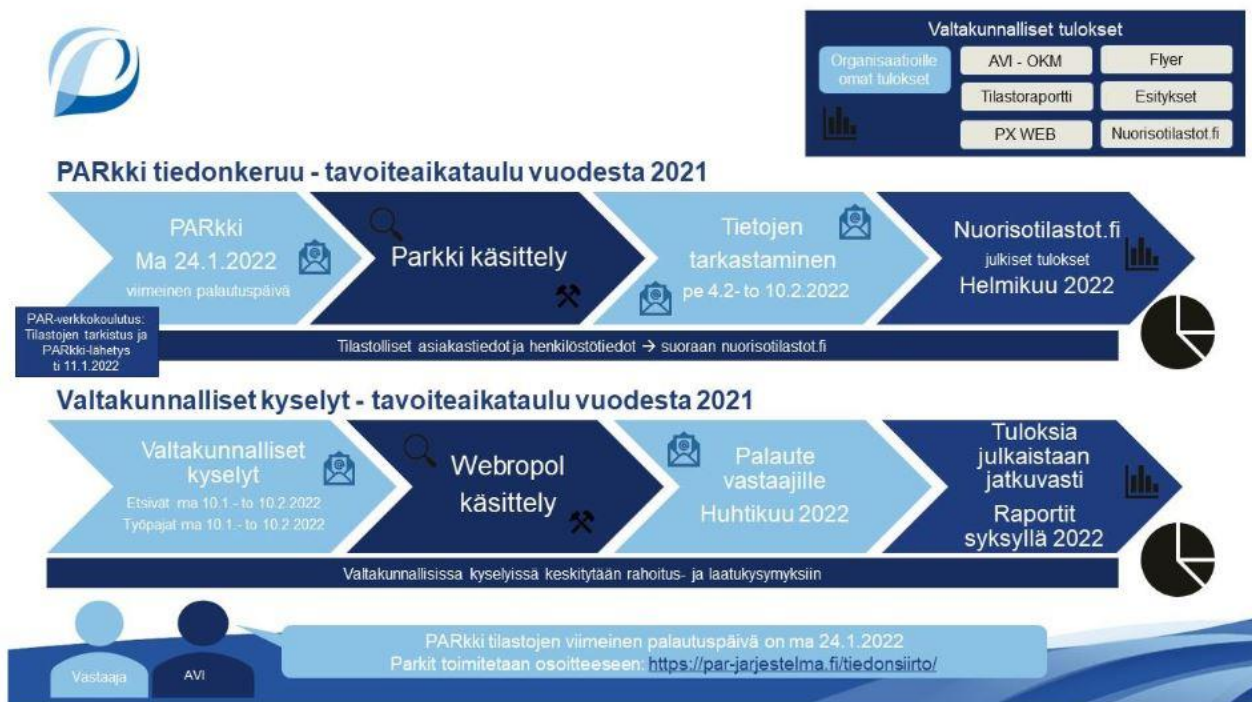 Valtakunnalliset tulokset
Organisaatioille
omat tulokset
AVI - OKM
Flyer
Tilastoraportti
Esitykset
PX WEB
Nuorisotilastot.fi
PARkki tiedonkeruu - tavoiteaikataulu vuodesta 2021
PARkki
Ma 24.1.2022
viimeinen palautuspäivä
Parkki käsittely
Tietojen
tarkastaminen
pe 4.2- to 10.2.2022
Nuorisotilastot.fi
julkiset tulokset
Helmikuu 2022
PAR-verkkokoulutus:
Tilastojen tarkistus ja
PARkki-lähetys
ti 11.1.2022
Tilastolliset asiakastiedot ja henkilöstötiedot → suoraan nuorisotilastot.fi
Valtakunnalliset kyselyt - tavoiteaikataulu vuodesta 2021
Valtakunnalliset
kyselyt
Etsivät ma 10.1.- to 10.2.2022
Työpajat ma 10.1.- to 10.2.2022
Webropol
käsittely
Palaute
vastaajille
Huhtikuu 2022
Tuloksia
julkaistaan
jatkuvasti
Raportit
syksyllä 2022
Valtakunnallisissa kyselyissä keskitytään rahoitus- ja laatukysymyksiin
Vastaaja
AVI
PARkki tilastojen viimeinen palautuspäivä on ma 24.1.2022
Parkit toimitetaan osoitteeseen: https://par-jarjestelma.fi/tiedonsiirto/